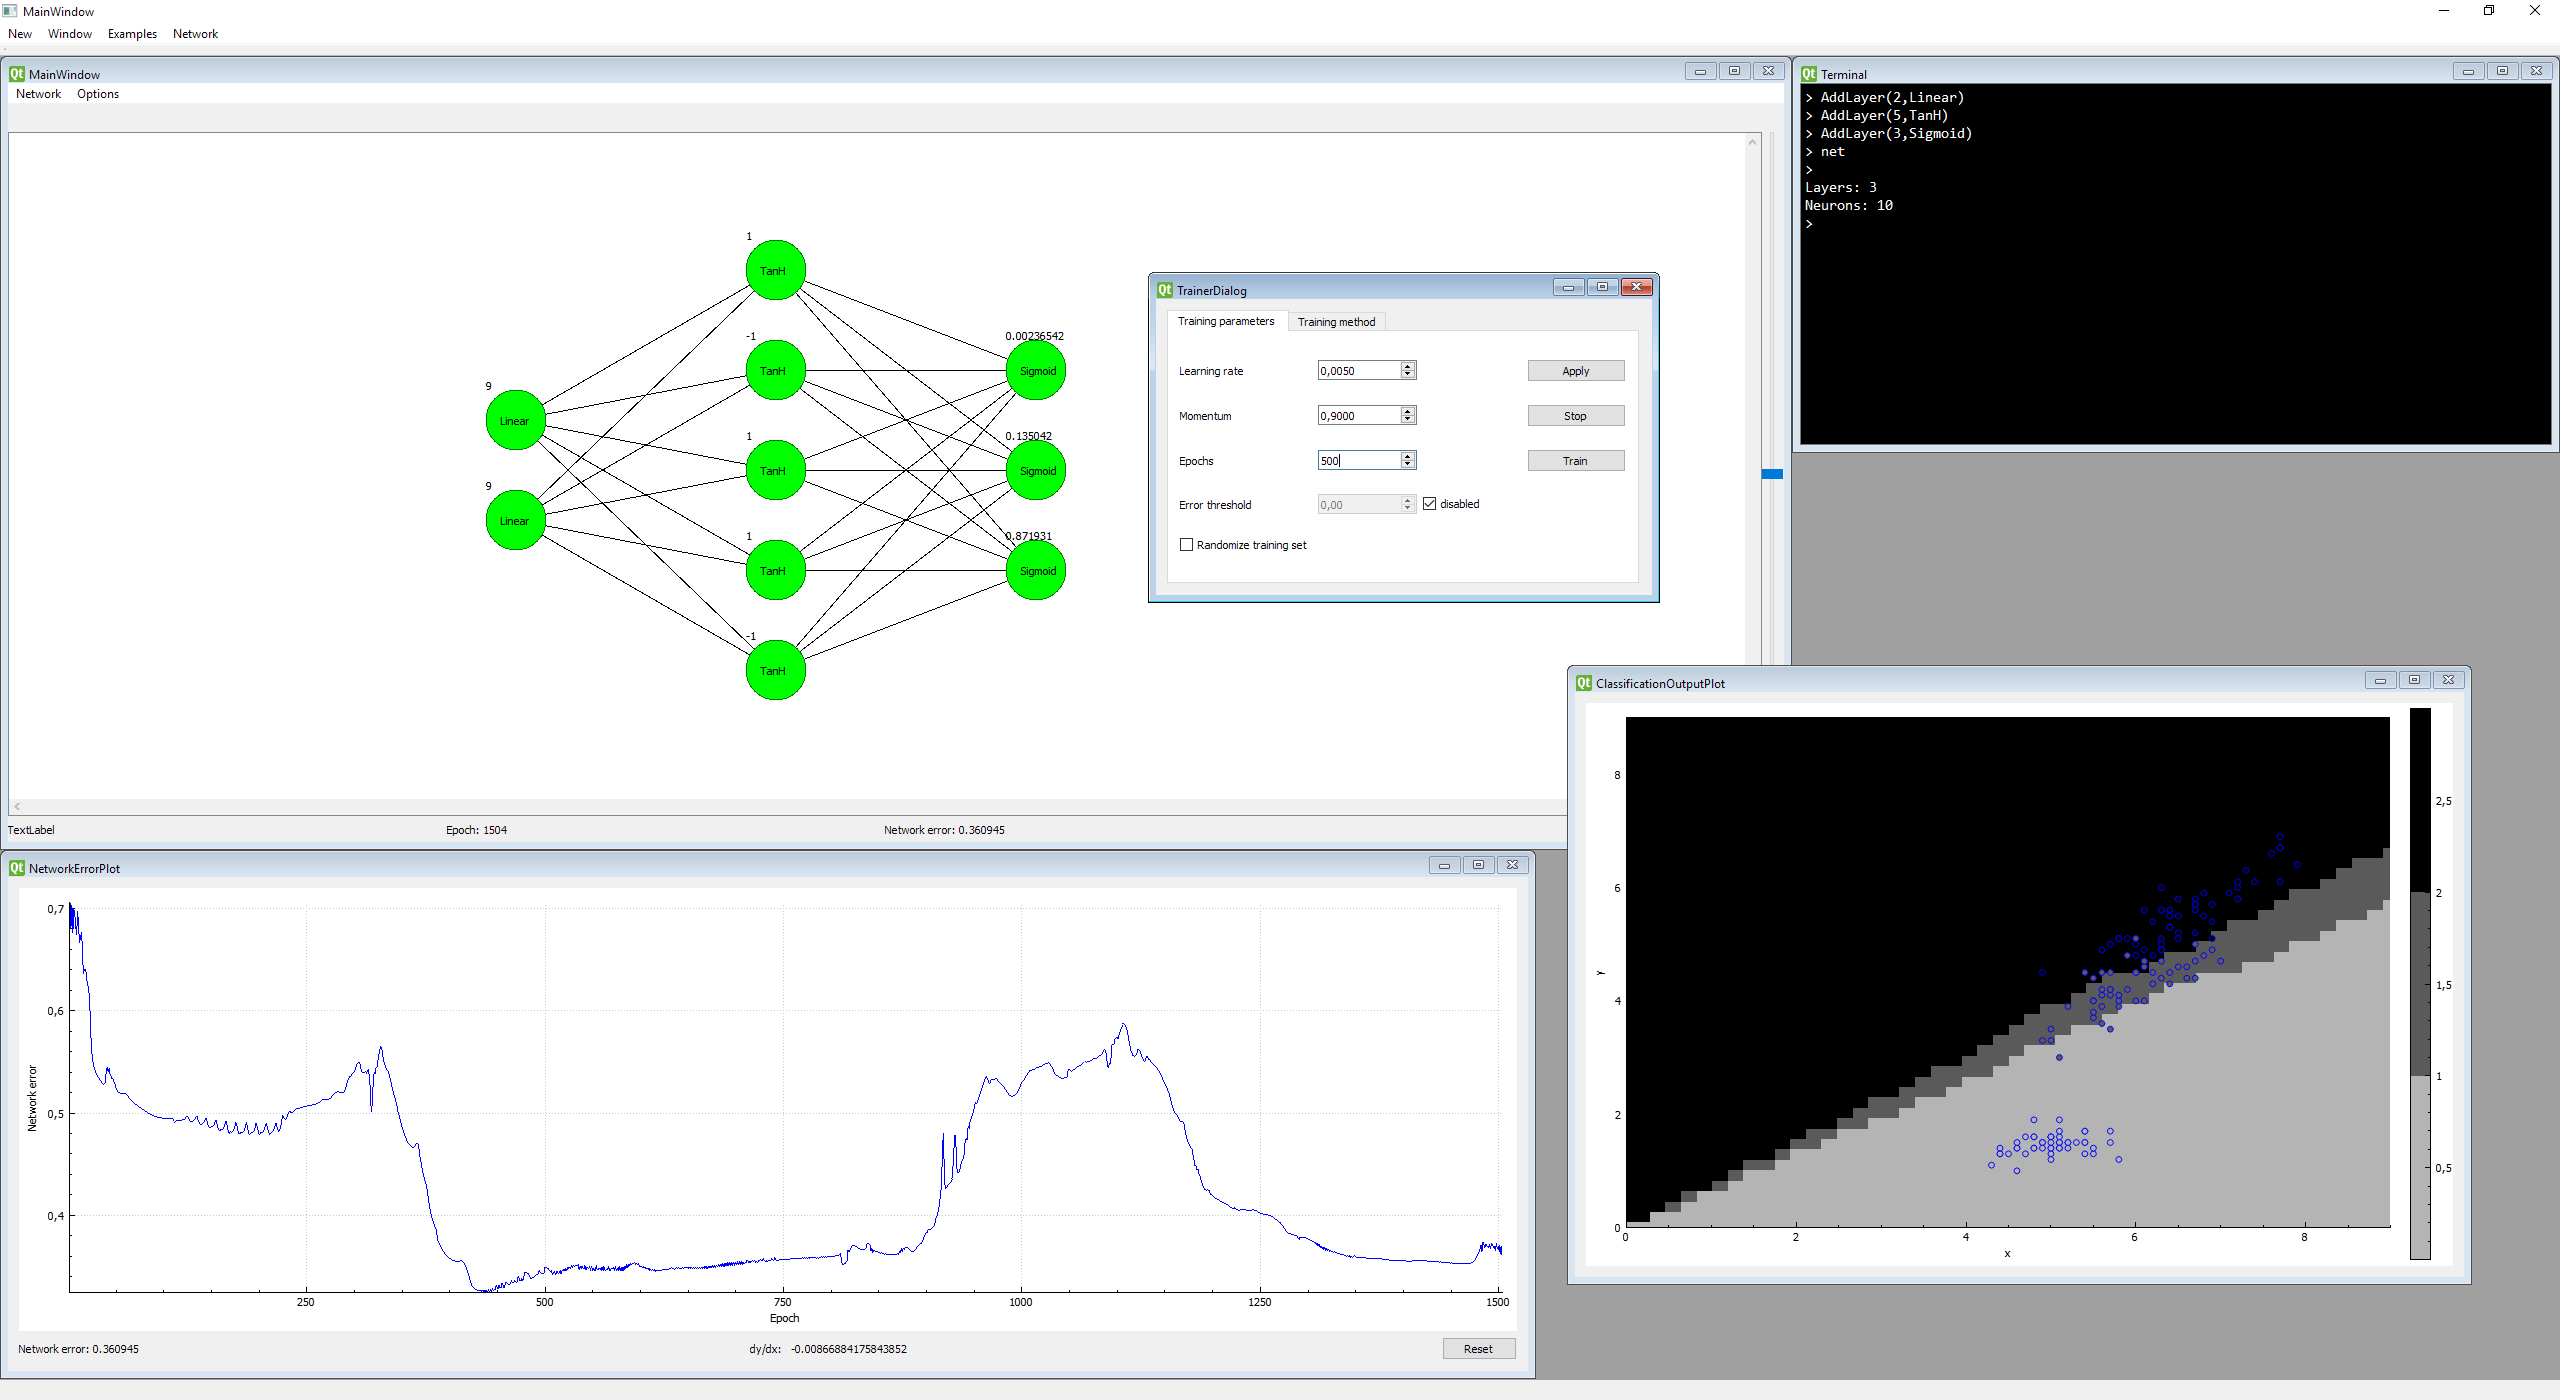 MainWindow
New Window Examples Network
Qt MainWindow
Network Options
1
TanH
-1
TanH
0.00236542
Sigmoid
9
Linear
1
TanH
0.135042
Sigmoid
9
Linear
1
TanH
0.871931
Sigmoid
-1
TanH
TextLabel Epoch: 1504 Network error: 0.360945
Qt TrainerDialog
Training parameters Training method
Learning rate 0,0050 Apply
Momentum 0,9000 Stop
Epochs 500 Train
Error threshold 0,00 disabled
Randomize training set
Qt Terminal
> AddLayer(2,Linear)
> AddLayer(5,TanH)
> AddLayer(3,Sigmoid)
> net
>
Layers: 3
Neurons: 10
>
Qt NetworkErrorPlot
0,7
0,6
0,5
0,4
Network error
250 500 750 1000 1250 1500
Epoch
Network error: 0.360945 dy/dx: -0.00866884175843852 Reset
Qt ClassificationOutputPlot
8
6
4
2
0
y
0 2 4 6 8
x
2,5
2
1,5
1
0,5